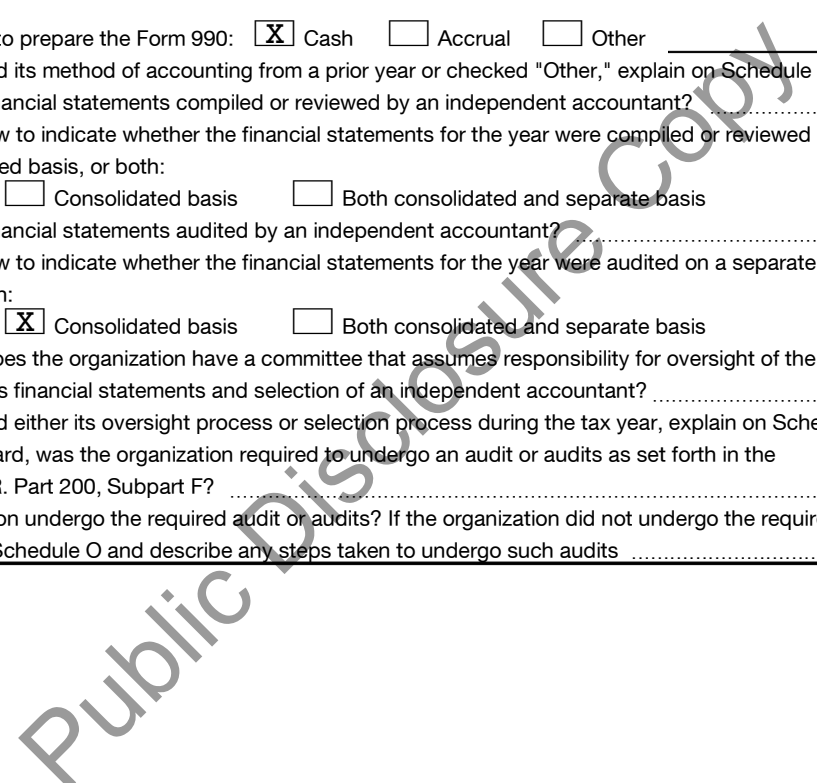 to prepare the Form 990: X Cash Accrual Other
d its method of accounting from a prior year or checked "Other," explain on Schedule
nancial statements compiled or reviewed by an independent accountant?
w to indicate whether the financial statements for the year were compiled or reviewed
ed basis, or both:
Consolidated basis Both consolidated and separate basis
nancial statements audited by an independent accountant?
w to indicate whether the financial statements for the year were audited on a separate
h:
X Consolidated basis Both consolidated and separate basis
oes the organization have a committee that assumes responsibility for oversight of the
s financial statements and selection of an independent accountant?
d either its oversight process or selection process during the tax year, explain on Sche
ard, was the organization required to undergo an audit or audits as set forth in the
R. Part 200, Subpart F?
on undergo the required audit or audits? If the organization did not undergo the requir
Schedule O and describe any steps taken to undergo such audits
Public Disclosure Copy